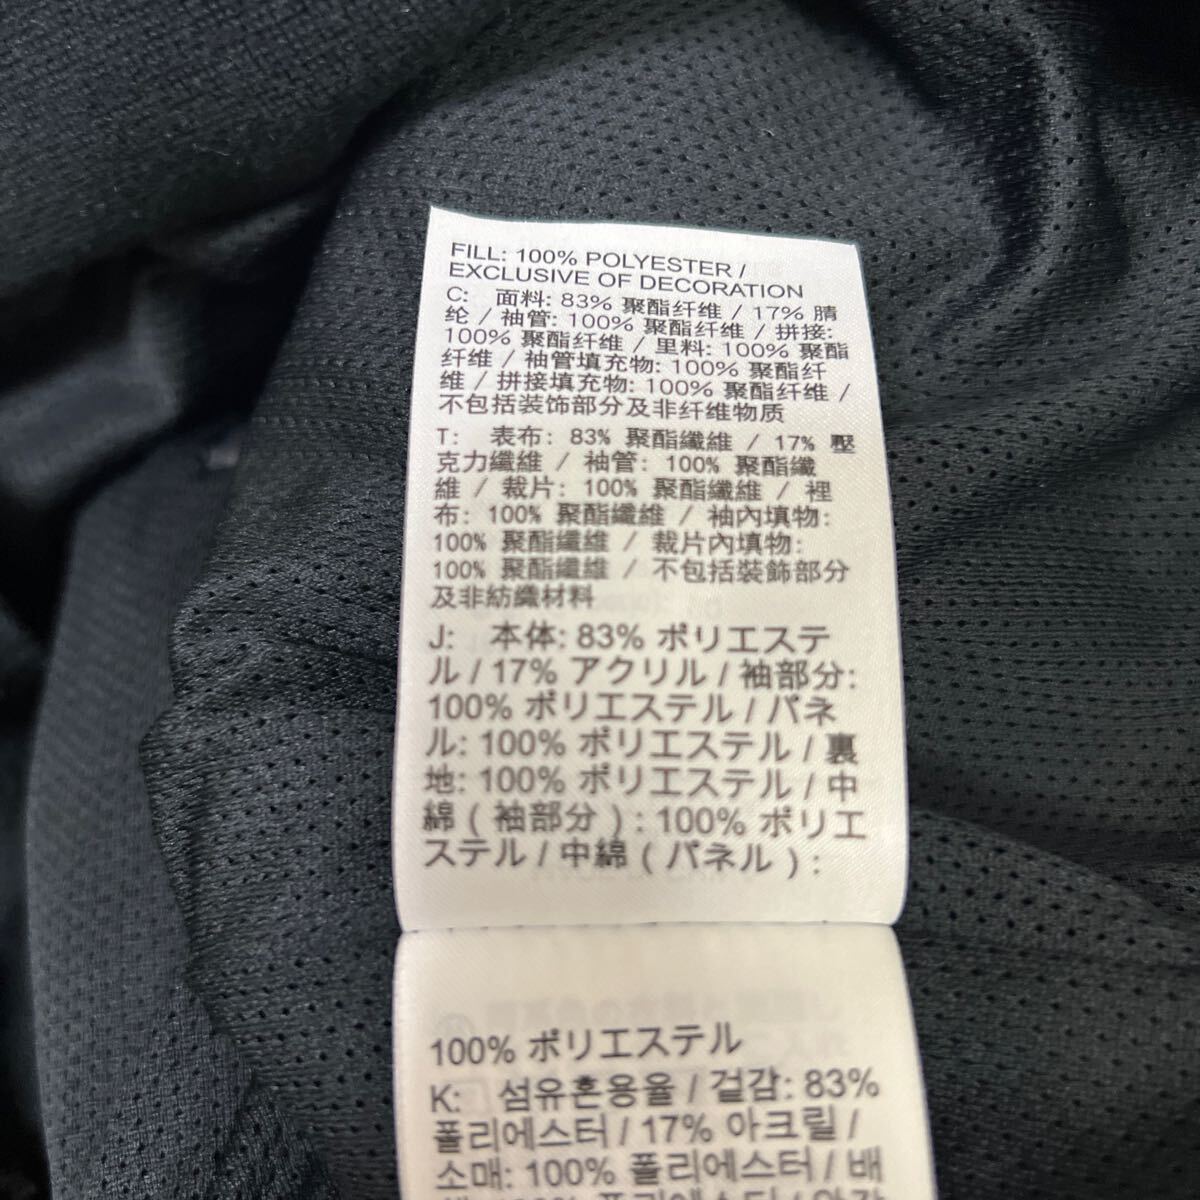 FILL: 100% POLYESTER /
EXCLUSIVE OF DECORATION
C: 面料: 83% 聚酯纤维 / 17% 腈
纶 / 袖管: 100% 聚酯纤维 / 拼接:
100% 聚酯纤维 / 里料: 100% 聚酯
纤维 / 袖管填充物: 100% 聚酯纤
维 / 拼接填充物: 100% 聚酯纤维 /
不包括装饰部分及非纤维物质
T: 表布: 83% 聚酯纖維 / 17% 壓
克力纖維 / 袖管: 100% 聚酯纖
維 / 裁片: 100% 聚酯纖維 / 裡
布: 100% 聚酯纖維 / 袖內填物:
100% 聚酯纖維 / 裁片內填物:
100% 聚酯纖維 / 不包括裝飾部分
及非紡織材料
J: 本体: 83% ポリエステ
ル / 17% アクリル / 袖部分:
100% ポリエステル / パネ
ル: 100% ポリエステル / 裏
地: 100% ポリエステル / 中
綿 ( 袖部分 ) : 100% ポリエ
ステル / 中綿 ( パネル ) :
100% ポリエステル
K: 섬유혼용율 / 겉감: 83%
폴리에스터 / 17% 아크릴 /
소매: 100% 폴리에스터 / 배